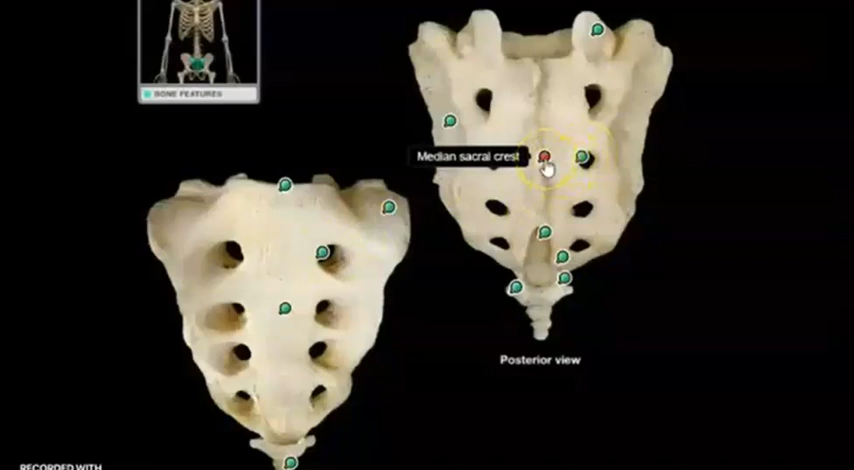 BONE FEATURES
Median sacral crest
Posterior view
RECORDED WITH